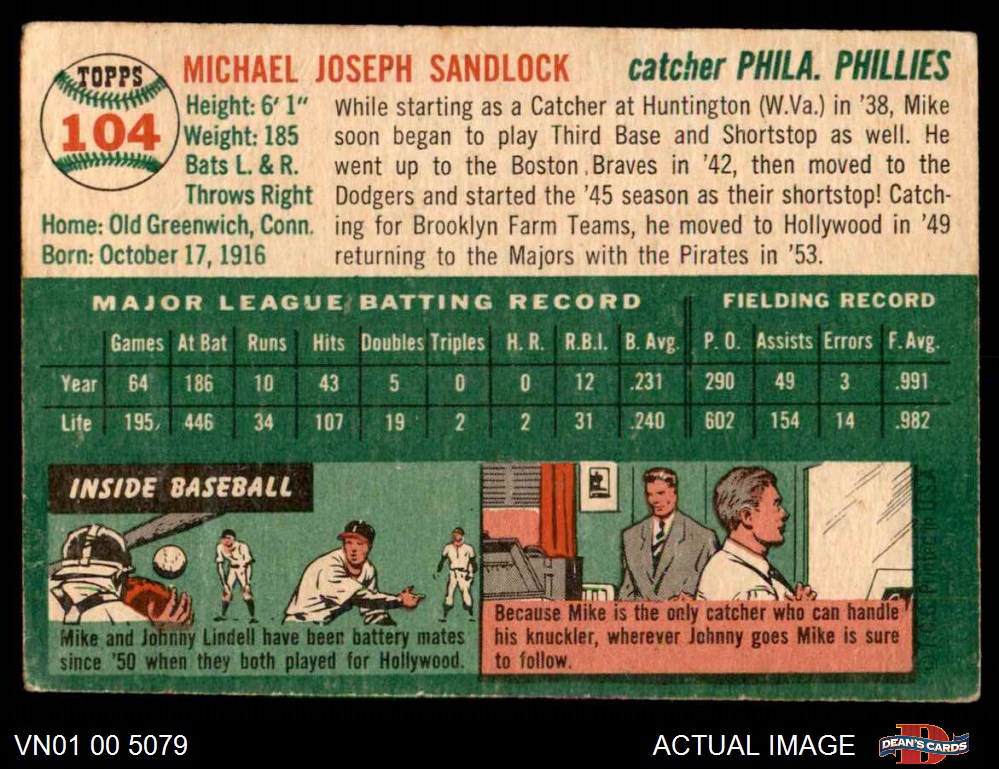 TOPPS
104
MICHAEL JOSEPH SANDLOCK
catcher PHILA. PHILLIES
Height: 6' 1"
Weight: 185
Bats L. & R.
Throws Right
Home: Old Greenwich, Conn.
Born: October 17, 1916
While starting as a Catcher at Huntington (W.Va.) in '38, Mike
soon began to play Third Base and Shortstop as well. He
went up to the Boston Braves in '42, then moved to the
Dodgers and started the '45 season as their shortstop! Catch-
ing for Brooklyn Farm Teams, he moved to Hollywood in '49
returning to the Majors with the Pirates in '53.
MAJOR LEAGUE BATTING RECORD FIELDING RECORD
Games At Bat Runs Hits Doubles Triples H. R. R.B.I. B. Avg. P. O. Assists Errors F. Avg.
Year 64 186 10 43 5 0 0 12 .231 290 49 3 .991
Life 195 446 34 107 19 2 2 31 .240 602 154 14 .982
INSIDE BASEBALL
Mike and Johnny Lindell have been battery mates
since '50 when they both played for Hollywood.
Because Mike is the only catcher who can handle
his knuckler, wherever Johnny goes Mike is sure
to follow.
VN01 00 5079
ACTUAL IMAGE
DEAN'S CARDS